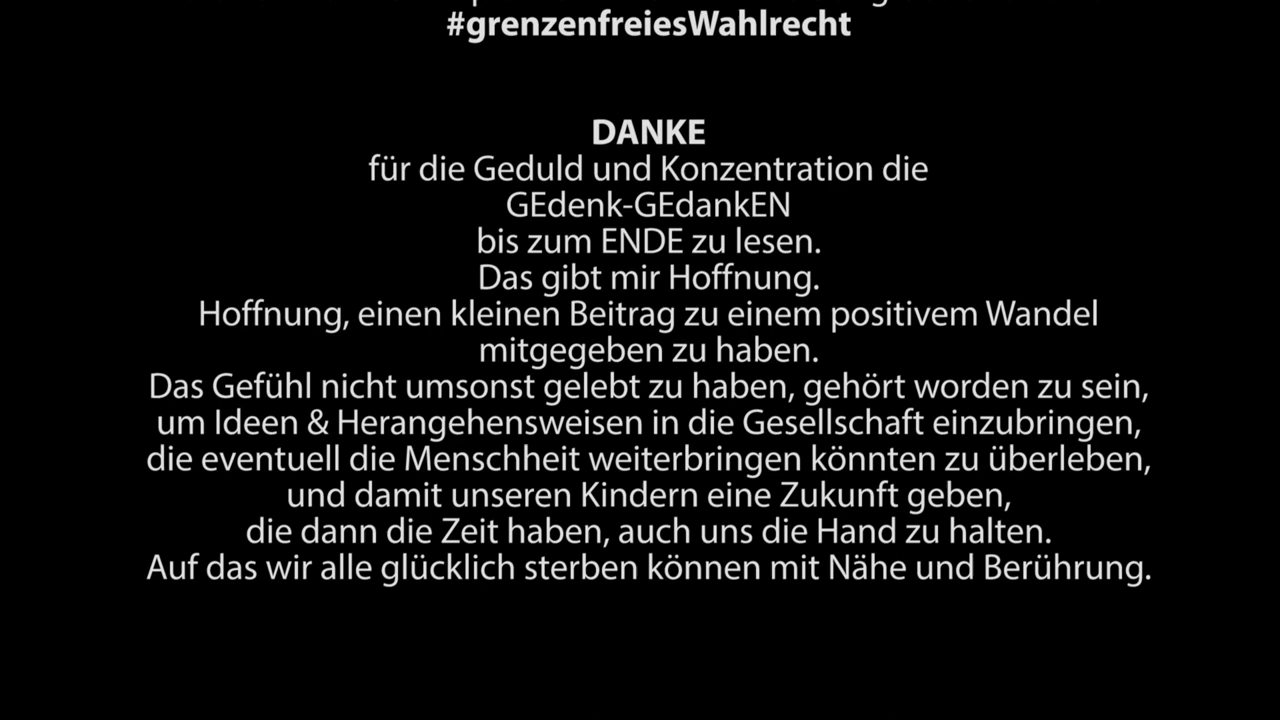 #grenzenfreiesWahlrecht
DANKE
für die Geduld und Konzentration die
GEdenk-GEdankEN
bis zum ENDE zu lesen.
Das gibt mir Hoffnung.
Hoffnung, einen kleinen Beitrag zu einem positivem Wandel
mitgegeben zu haben.
Das Gefühl nicht umsonst gelebt zu haben, gehört worden zu sein,
um Ideen & Herangehensweisen in die Gesellschaft einzubringen,
die eventuell die Menschheit weiterbringen könnten zu überleben,
und damit unseren Kindern eine Zukunft geben,
die dann die Zeit haben, auch uns die Hand zu halten.
Auf das wir alle glücklich sterben können mit Nähe und Berührung.